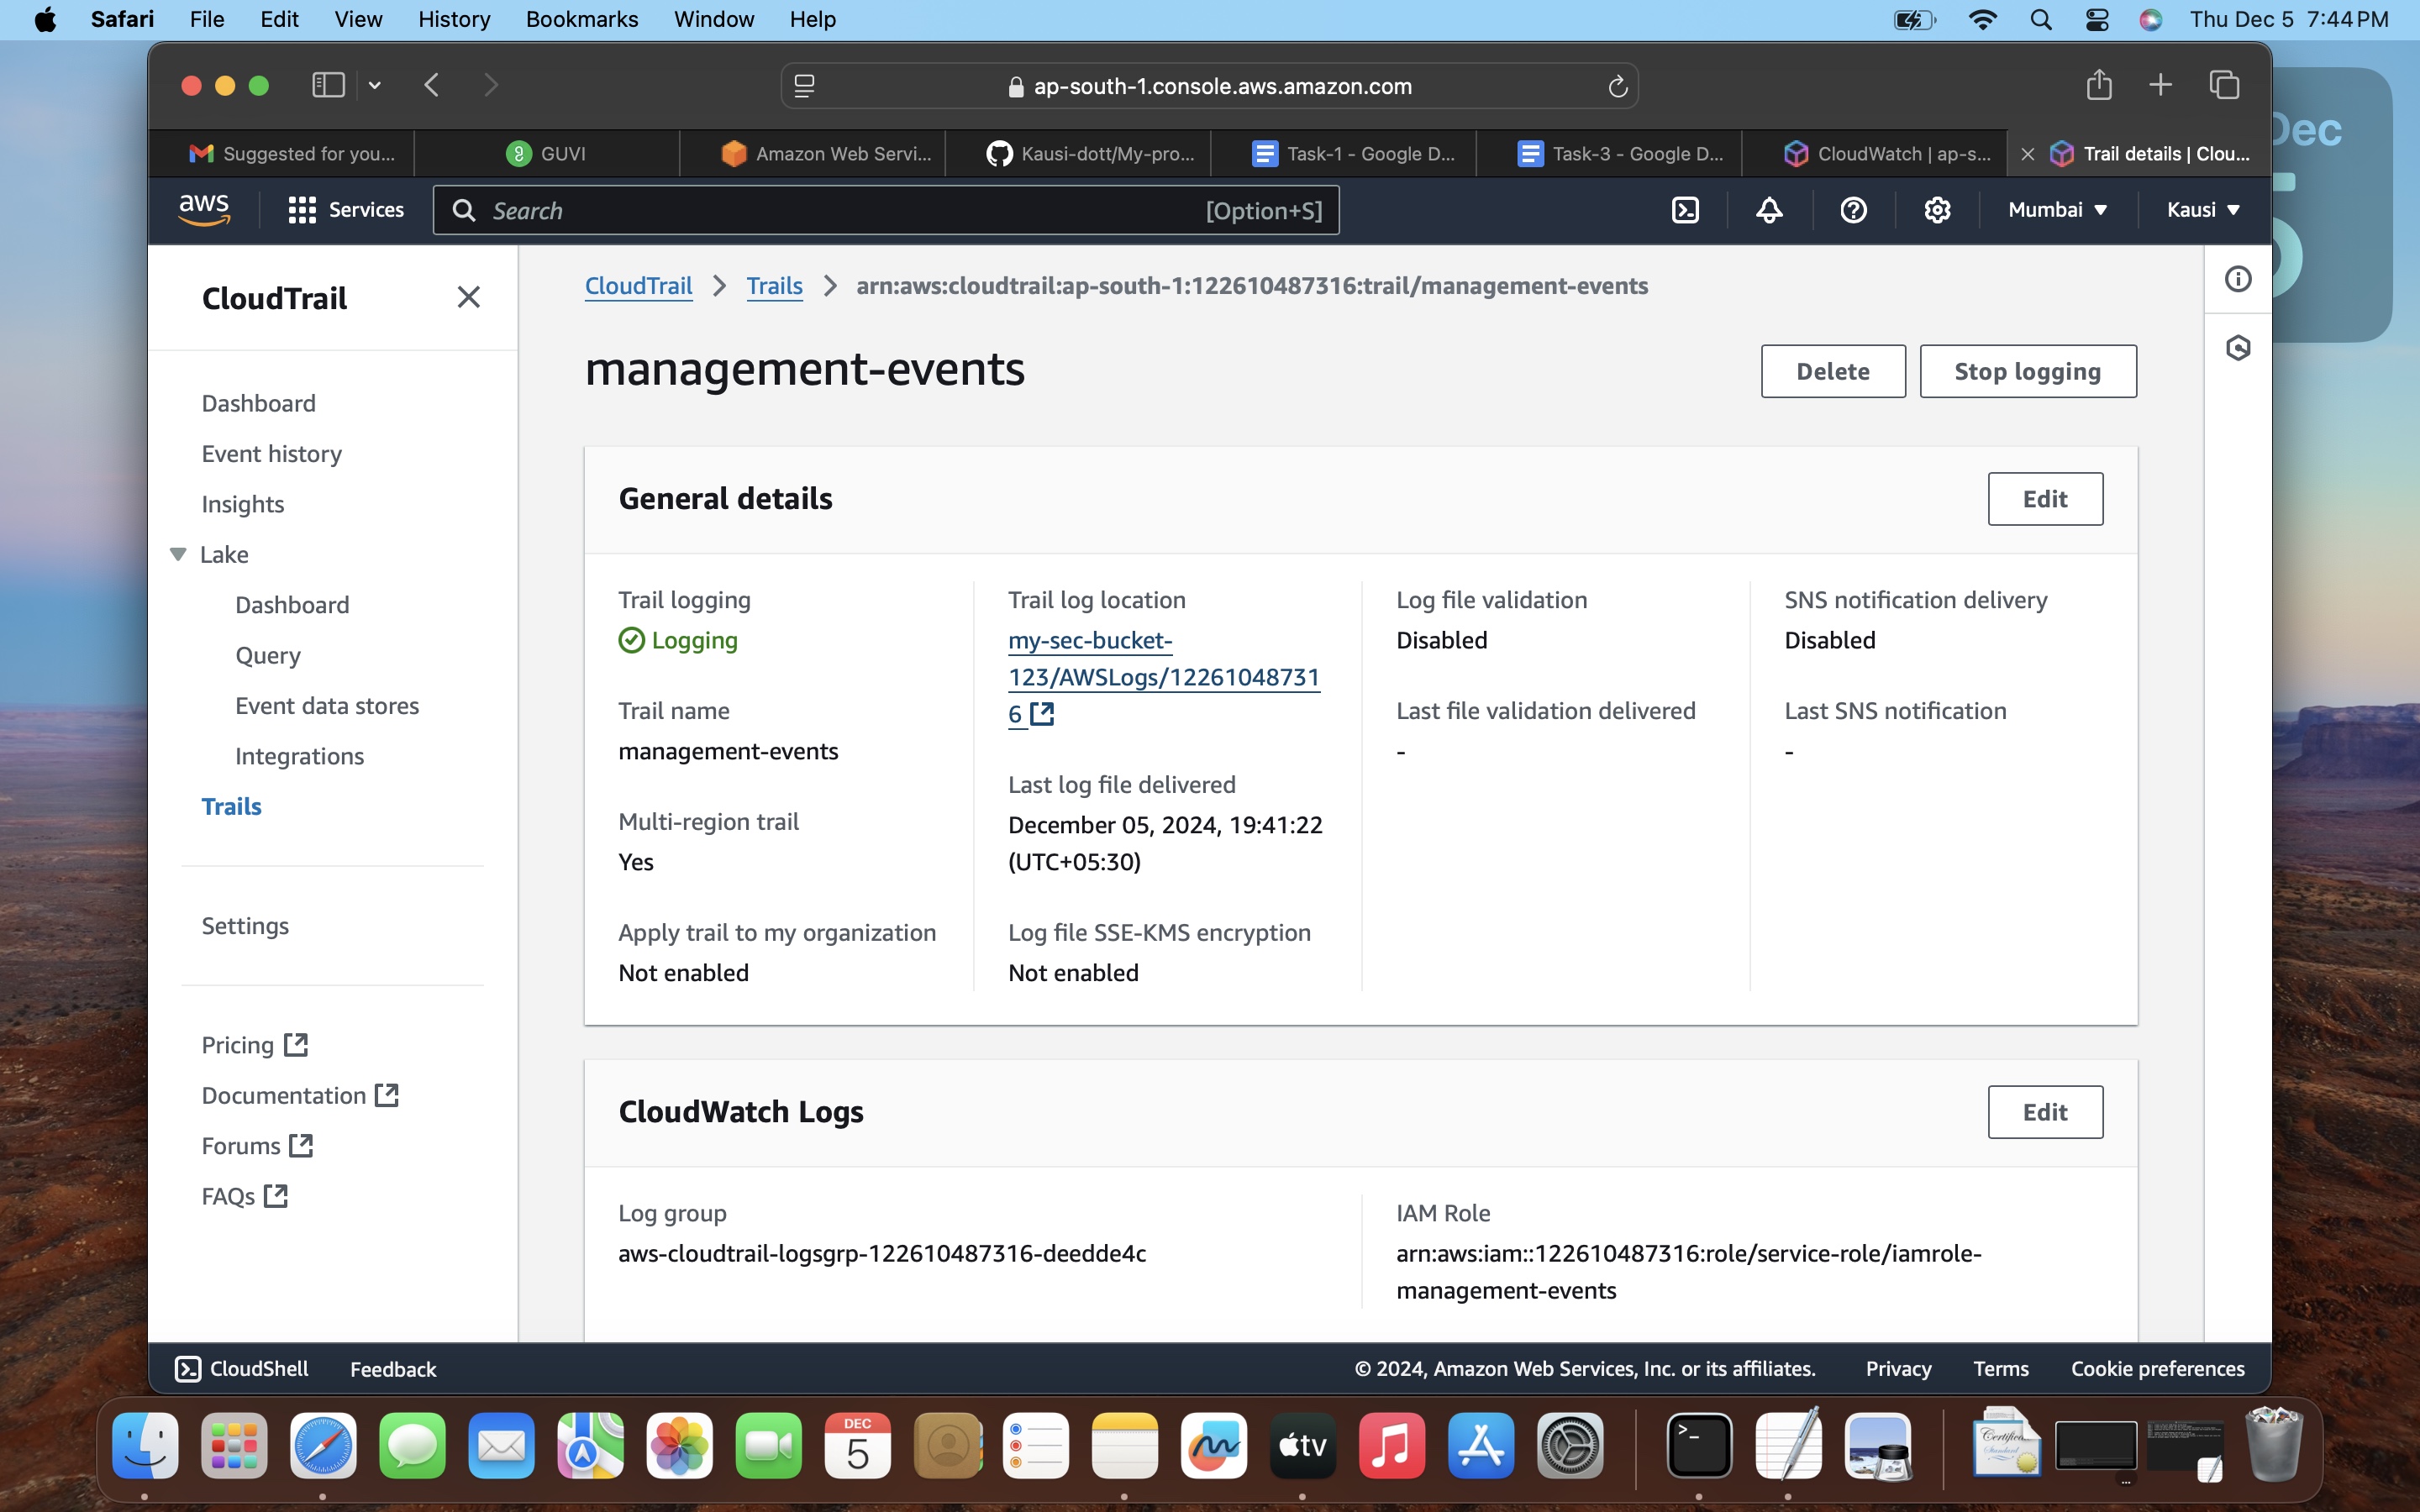 Safari File Edit View History Bookmarks Window Help Thu Dec 5 7:44 PM
ap-south-1.console.aws.amazon.com
Suggested for you... GUVI Amazon Web Servi... Kausi-dott/My-pro... Task-1 - Google D... Task-3 - Google D... CloudWatch | ap-s... Trail details | Clou...
Dec
5
aws Services Search [Option+S] Mumbai Kausi
CloudTrail
Dashboard
Event history
Insights
Lake
Dashboard
Query
Event data stores
Integrations
Trails
Settings
Pricing
Documentation
Forums
FAQs
CloudTrail Trails arn:aws:cloudtrail:ap-south-1:122610487316:trail/management-events
management-events Delete Stop logging
General details Edit
Trail logging
Logging
Trail name
management-events
Multi-region trail
Yes
Apply trail to my organization
Not enabled
Trail log location
my-sec-bucket-
123/AWSLogs/12261048731
6
Last log file delivered
December 05, 2024, 19:41:22
(UTC+05:30)
Log file SSE-KMS encryption
Not enabled
Log file validation
Disabled
Last file validation delivered
-
SNS notification delivery
Disabled
Last SNS notification
-
CloudWatch Logs Edit
Log group
aws-cloudtrail-logsgrp-122610487316-deedde4c
IAM Role
arn:aws:iam::122610487316:role/service-role/iamrole-
management-events
CloudShell Feedback © 2024, Amazon Web Services, Inc. or its affiliates. Privacy Terms Cookie preferences
DEC
5
tv